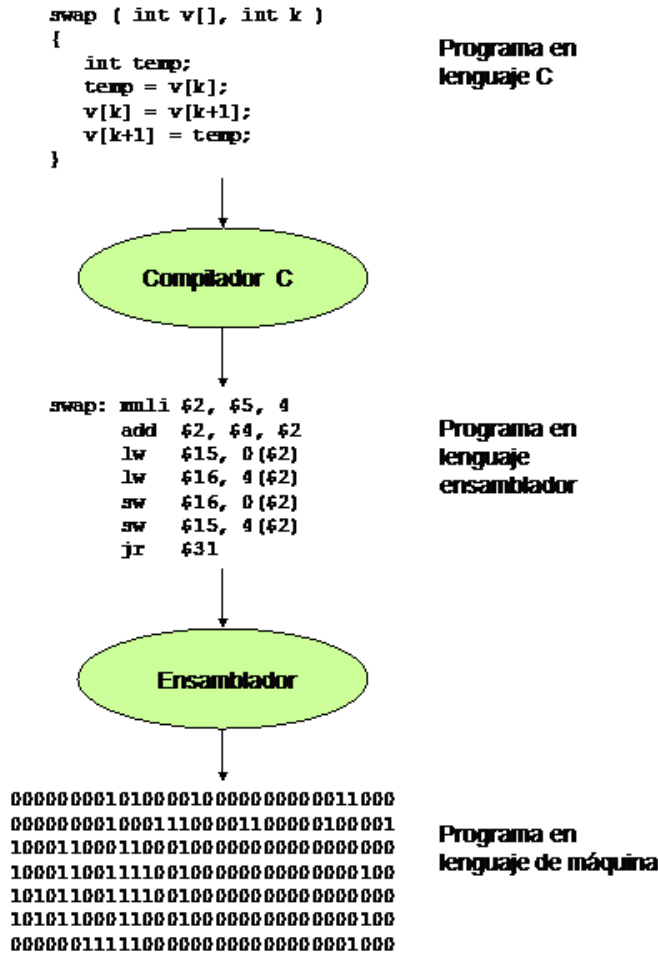 swap ( int v[], int k )
{
int temp;
temp = v[k];
v[k] = v[k+1];
v[k+1] = temp;
}
Programa en
lenguaje C
Compilador C
swap: muli $2, $5, 4
add $2, $4, $2
lw $15, 0($2)
lw $16, 4($2)
sw $16, 0($2)
sw $15, 4($2)
jr $31
Programa en
lenguaje
ensamblador
Ensamblador
00000000101000010000000000011000
00000000100011100001100000100001
10001100011000100000000000000000
10001100111100100000000000000100
10101100111100100000000000000000
10101100011000100000000000000100
00000011111000000000000000001000
Programa en
lenguaje de máquina